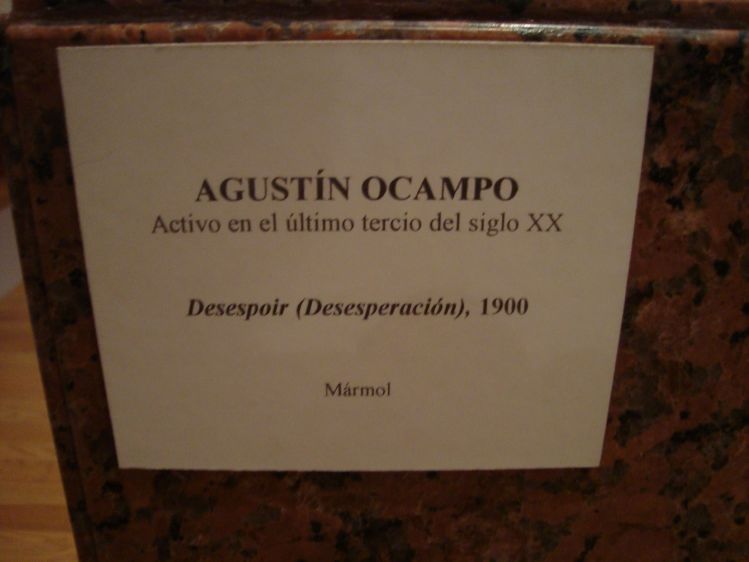 AGUSTÍN OCAMPO
Activo en el último tercio del siglo XX
Desespoir (Desesperación), 1900
Mármol